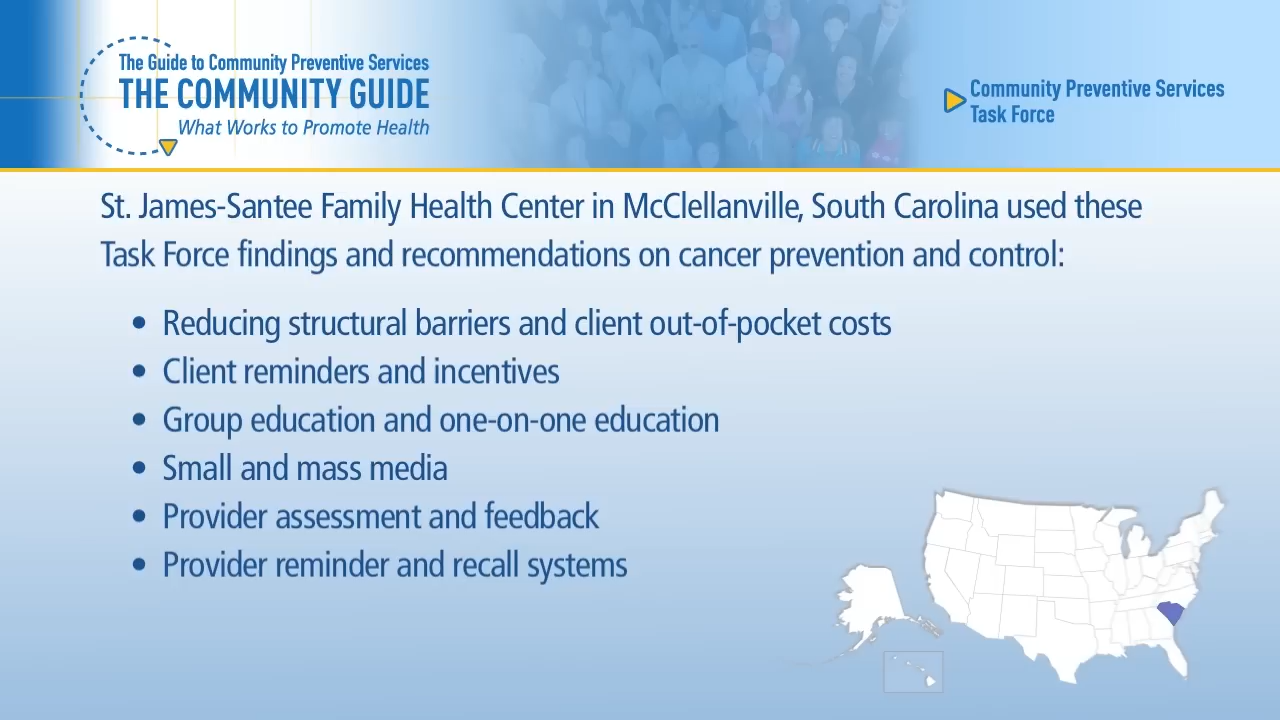 The Guide to Community Preventive Services
THE COMMUNITY GUIDE
What Works to Promote Health
Community Preventive Services
Task Force
St. James-Santee Family Health Center in McClellanville, South Carolina used these
Task Force findings and recommendations on cancer prevention and control:
• Reducing structural barriers and client out-of-pocket costs
• Client reminders and incentives
• Group education and one-on-one education
• Small and mass media
• Provider assessment and feedback
• Provider reminder and recall systems